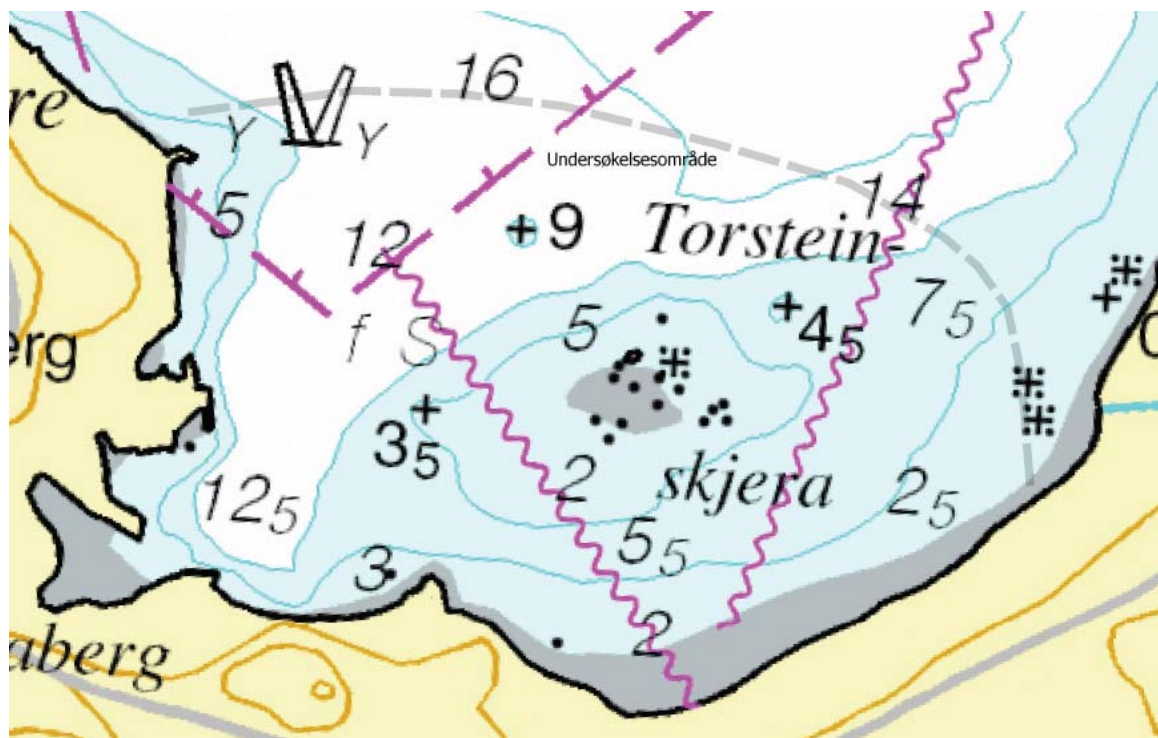 16
re
Y
Y
Undersøkelsesområde
14
5
12
+9
Torstein-
7₅
5
+4₅
erg
f S
3₅
2
skjera
2₅
12₅
5₅
3
2
aberg